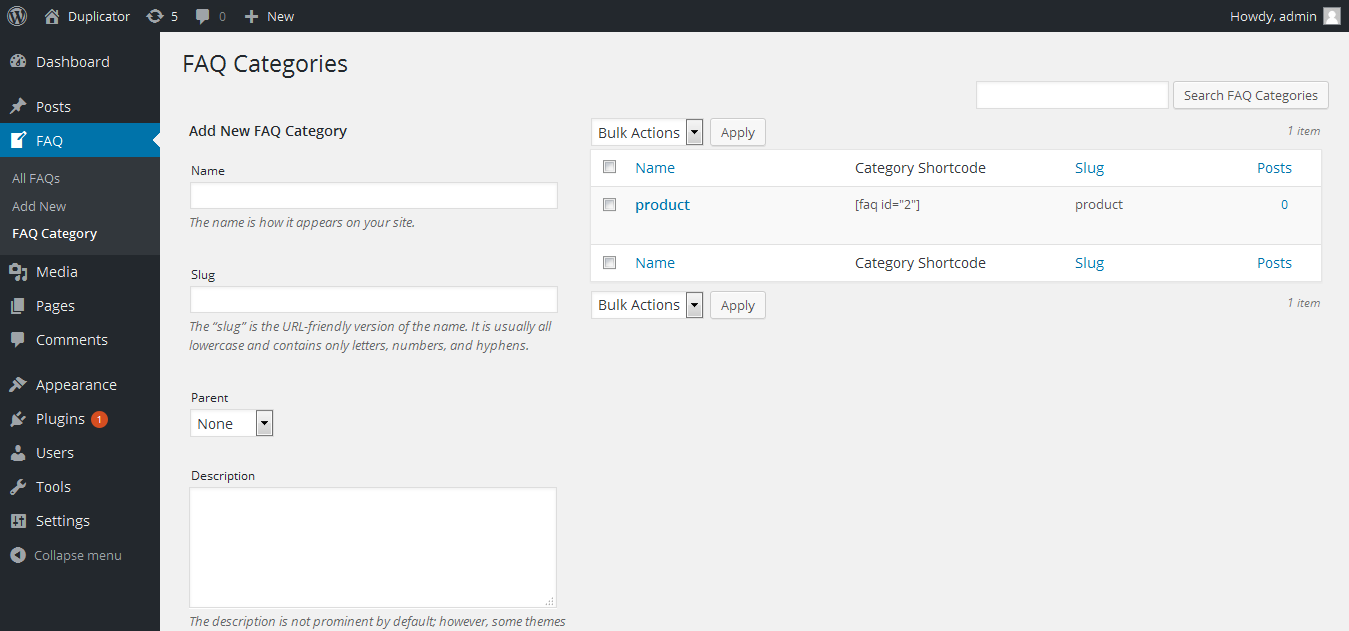 Duplicator 5 0 New Howdy, admin
Dashboard
Posts
FAQ
All FAQs
Add New
FAQ Category
Media
Pages
Comments
Appearance
Plugins 1
Users
Tools
Settings
Collapse menu
FAQ Categories
Search FAQ Categories
Add New FAQ Category
Name
The name is how it appears on your site.
Slug
The “slug” is the URL-friendly version of the name. It is usually all
lowercase and contains only letters, numbers, and hyphens.
Parent
None
Description
The description is not prominent by default; however, some themes
Bulk Actions Apply 1 item
Name Category Shortcode Slug Posts
product [faq id="2"] product 0
Name Category Shortcode Slug Posts
Bulk Actions Apply 1 item